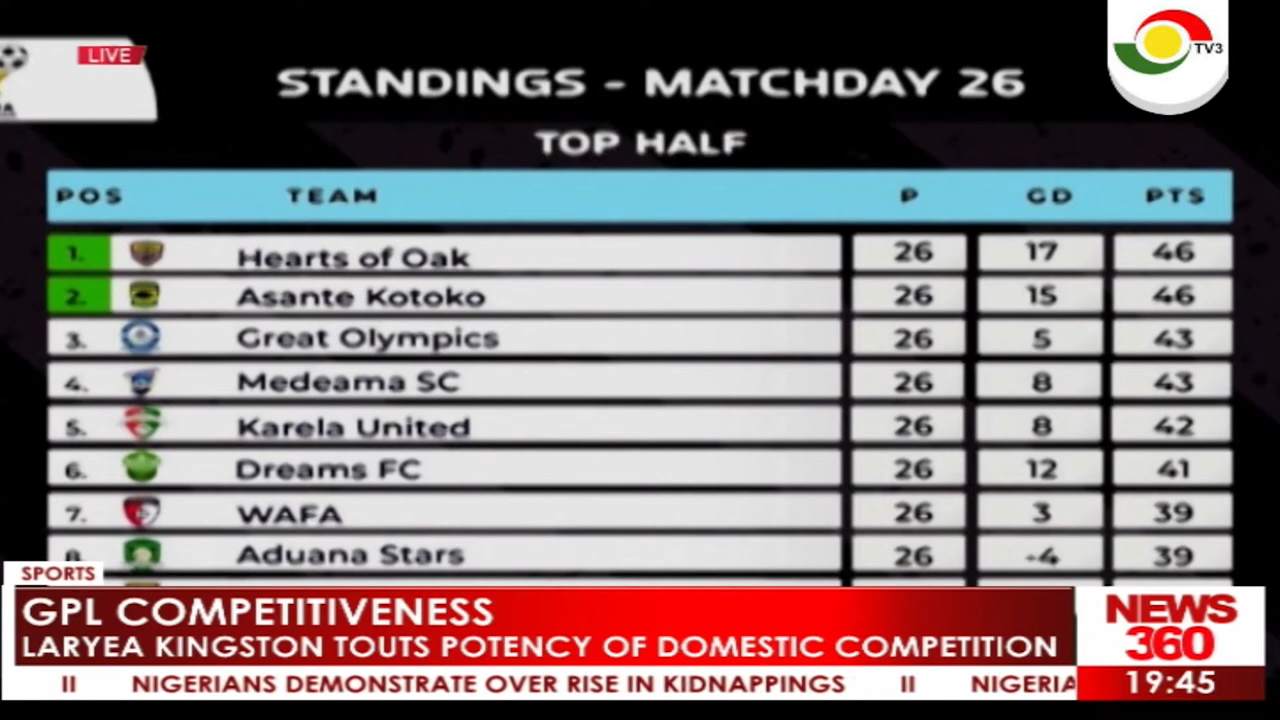 LIVE
TV3
STANDINGS - MATCHDAY 26
TOP HALF
POS TEAM P GD PTS
1. Hearts of Oak 26 17 46
2. Asante Kotoko 26 15 46
3. Great Olympics 26 5 43
4. Medeama SC 26 8 43
5. Karela United 26 8 42
6. Dreams FC 26 12 41
7. WAFA 26 3 39
8. Aduana Stars 26 -4 39
SPORTS
GPL COMPETITIVENESS
LARYEA KINGSTON TOUTS POTENCY OF DOMESTIC COMPETITION
NEWS
360
II NIGERIANS DEMONSTRATE OVER RISE IN KIDNAPPINGS II NIGERIA
19:45